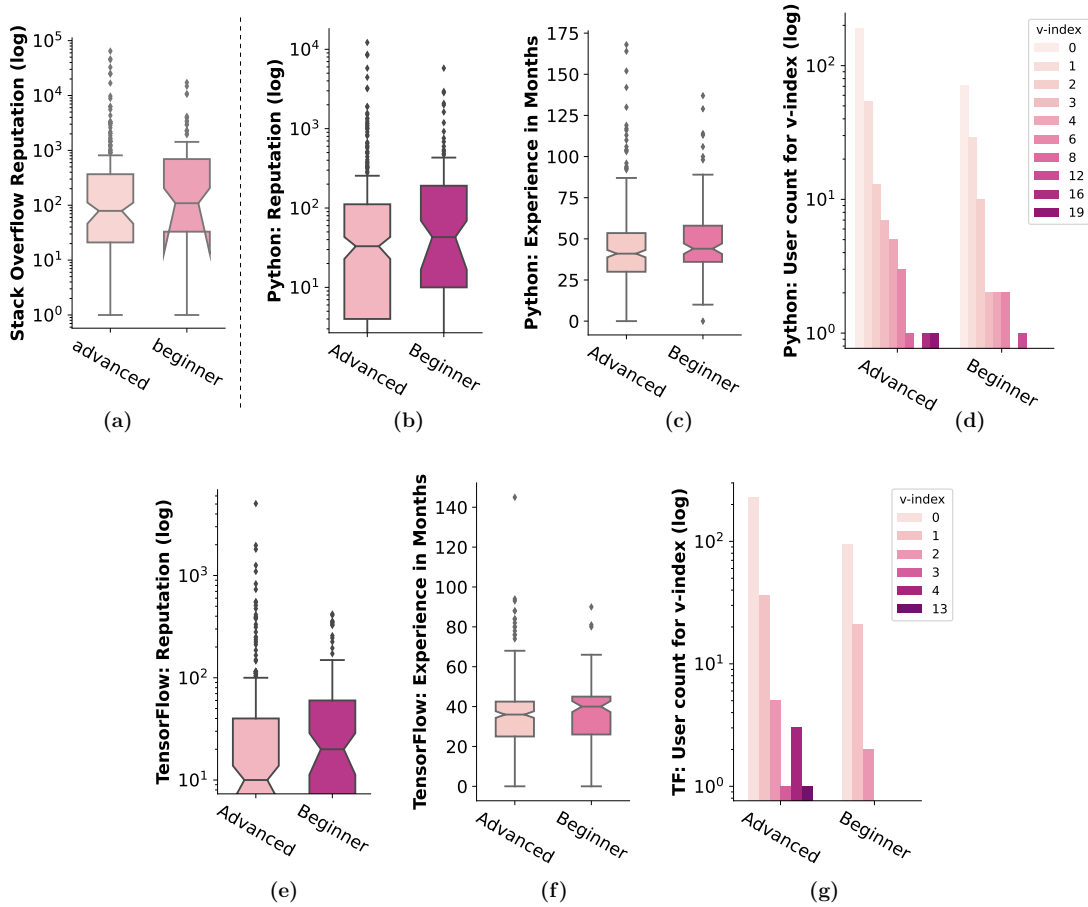 Stack Overflow Reputation (log)
10^5
10^4
10^3
10^2
10^1
10^0
advanced
beginner
(a)
Python: Reputation (log)
10^4
10^3
10^2
10^1
Advanced
Beginner
(b)
Python: Experience in Months
175
150
125
100
75
50
25
0
Advanced
Beginner
(c)
Python: User count for v-index (log)
10^2
10^1
10^0
Advanced
Beginner
v-index
0
1
2
3
4
6
8
12
16
19
(d)
TensorFlow: Reputation (log)
10^3
10^2
10^1
Advanced
Beginner
(e)
TensorFlow: Experience in Months
140
120
100
80
60
40
20
0
Advanced
Beginner
(f)
TF: User count for v-index (log)
10^2
10^1
10^0
Advanced
Beginner
v-index
0
1
2
3
4
13
(g)